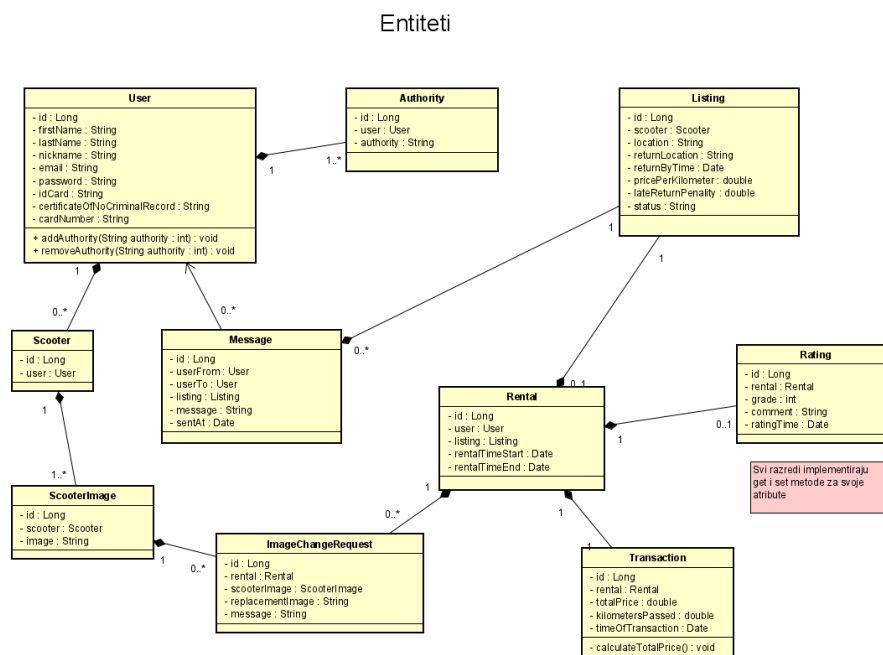 Entiteti
User
- id : Long
- firstName : String
- lastName : String
- nickname : String
- email : String
- password : String
- idCard : String
- certificateOfNoCriminalRecord : String
- cardNumber : String
+ addAuthority(String authority : int) : void
+ removeAuthority(String authority : int) : void
1
1..*
Authority
- id : Long
- user : User
- authority : String
Listing
- id : Long
- scooter : Scooter
- location : String
- returnLocation : String
- returnByTime : Date
- pricePerKilometer : double
- lateReturnPenality : double
- status : String
1
1
1
0..*
0..*
Scooter
- id : Long
- user : User
1
1..*
Message
- id : Long
- userFrom : User
- userTo : User
- listing : Listing
- message : String
- sentAt : Date
0..*
0..1
Rental
- id : Long
- user : User
- listing : Listing
- rentalTimeStart : Date
- rentalTimeEnd : Date
1
0..1
1
0..*
1
1
Rating
- id : Long
- rental : Rental
- grade : int
- comment : String
- ratingTime : Date
Svi razredi implementiraju
get i set metode za svoje
atribute
ScooterImage
- id : Long
- scooter : Scooter
- image : String
1
0..*
ImageChangeRequest
- id : Long
- rental : Rental
- scooterImage : ScooterImage
- replacementImage : String
- message : String
Transaction
- id : Long
- rental : Rental
- totalPrice : double
- kilometersPassed : double
- timeOfTransaction : Date
- calculateTotalPrice() : void